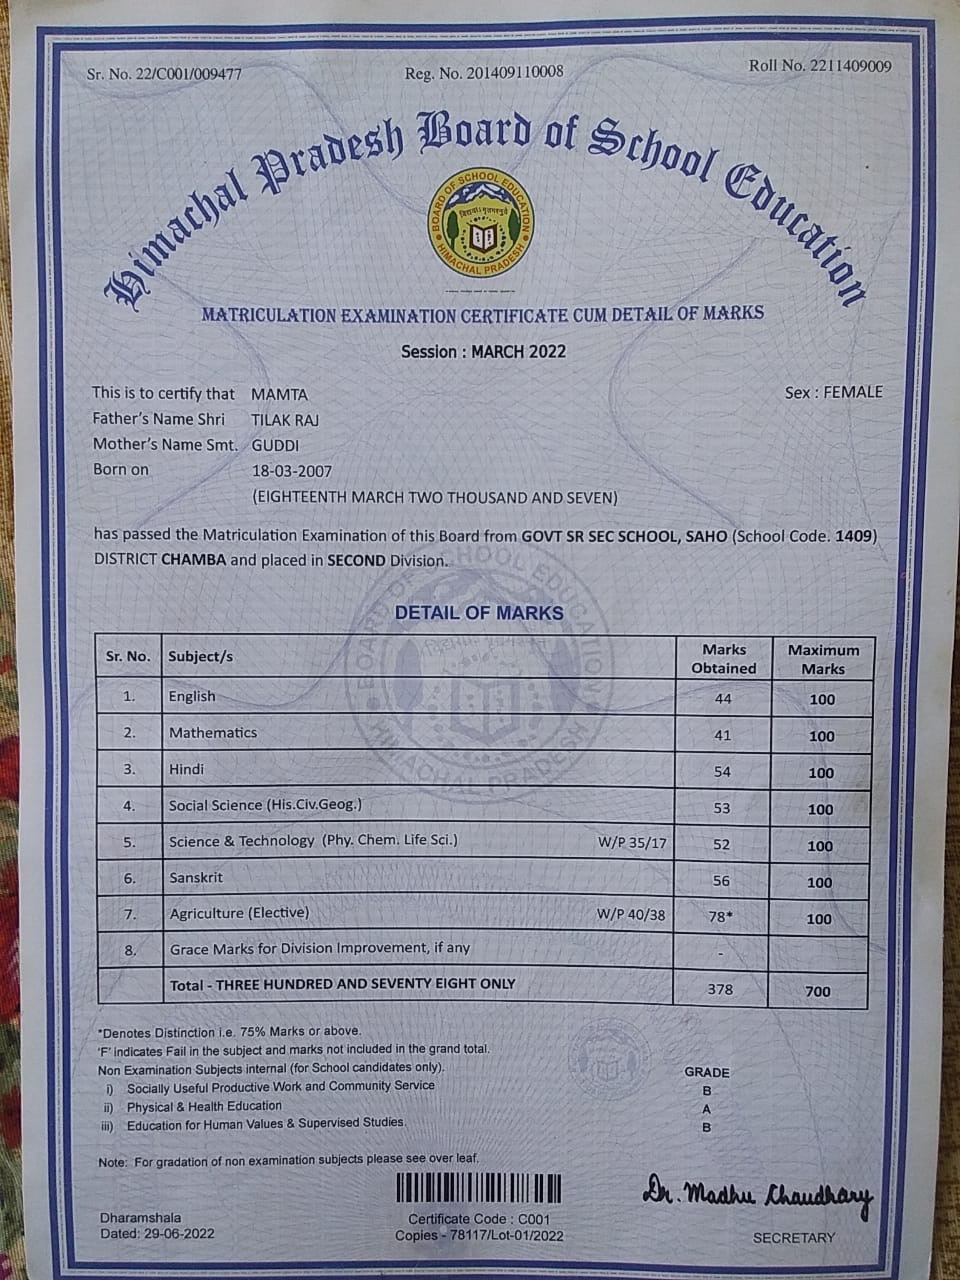 Sr. No. 22/C001/009477 Reg. No. 201409110008 Roll No. 2211409009
Himachal Pradesh Board of School Education
BOARD OF SCHOOL EDUCATION
HIMACHAL PRADESH
MATRICULATION EXAMINATION CERTIFICATE CUM DETAIL OF MARKS
Session : MARCH 2022
This is to certify that MAMTA Sex : FEMALE
Father's Name Shri TILAK RAJ
Mother's Name Smt. GUDDI
Born on 18-03-2007
(EIGHTEENTH MARCH TWO THOUSAND AND SEVEN)
has passed the Matriculation Examination of this Board from GOVT SR SEC SCHOOL, SAHO (School Code. 1409)
DISTRICT CHAMBA and placed in SECOND Division.
BOARD OF SCHOOL EDUCATION
HIMACHAL PRADESH
DETAIL OF MARKS
Sr. No. Subject/s Marks Obtained Maximum Marks
1. English 44 100
2. Mathematics 41 100
3. Hindi 54 100
4. Social Science (His.Civ.Geog.) 53 100
5. Science & Technology (Phy. Chem. Life Sci.) W/P 35/17 52 100
6. Sanskrit 56 100
7. Agriculture (Elective) W/P 40/38 78* 100
8. Grace Marks for Division Improvement, if any -
Total - THREE HUNDRED AND SEVENTY EIGHT ONLY 378 700
*Denotes Distinction i.e. 75% Marks or above.
'F' indicates Fail in the subject and marks not included in the grand total.
Non Examination Subjects internal (for School candidates only). GRADE
i) Socially Useful Productive Work and Community Service B
ii) Physical & Health Education A
iii) Education for Human Values & Supervised Studies. B
Note: For gradation of non examination subjects please see over leaf.
Dr. Madhu Chaudhary
Dharamshala Certificate Code : C001
Dated: 29-06-2022 Copies - 78117/Lot-01/2022 SECRETARY